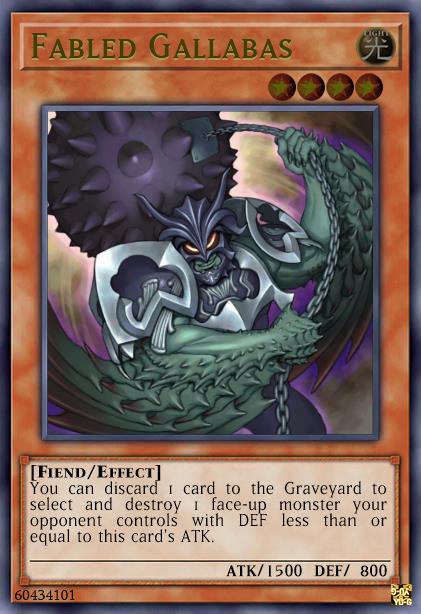 Fabled Gallabas
LIGHT
光
[Fiend/Effect]
You can discard 1 card to the Graveyard to
select and destroy 1 face-up monster your
opponent controls with DEF less than or
equal to this card's ATK.
ATK/1500 DEF/ 800
60434101